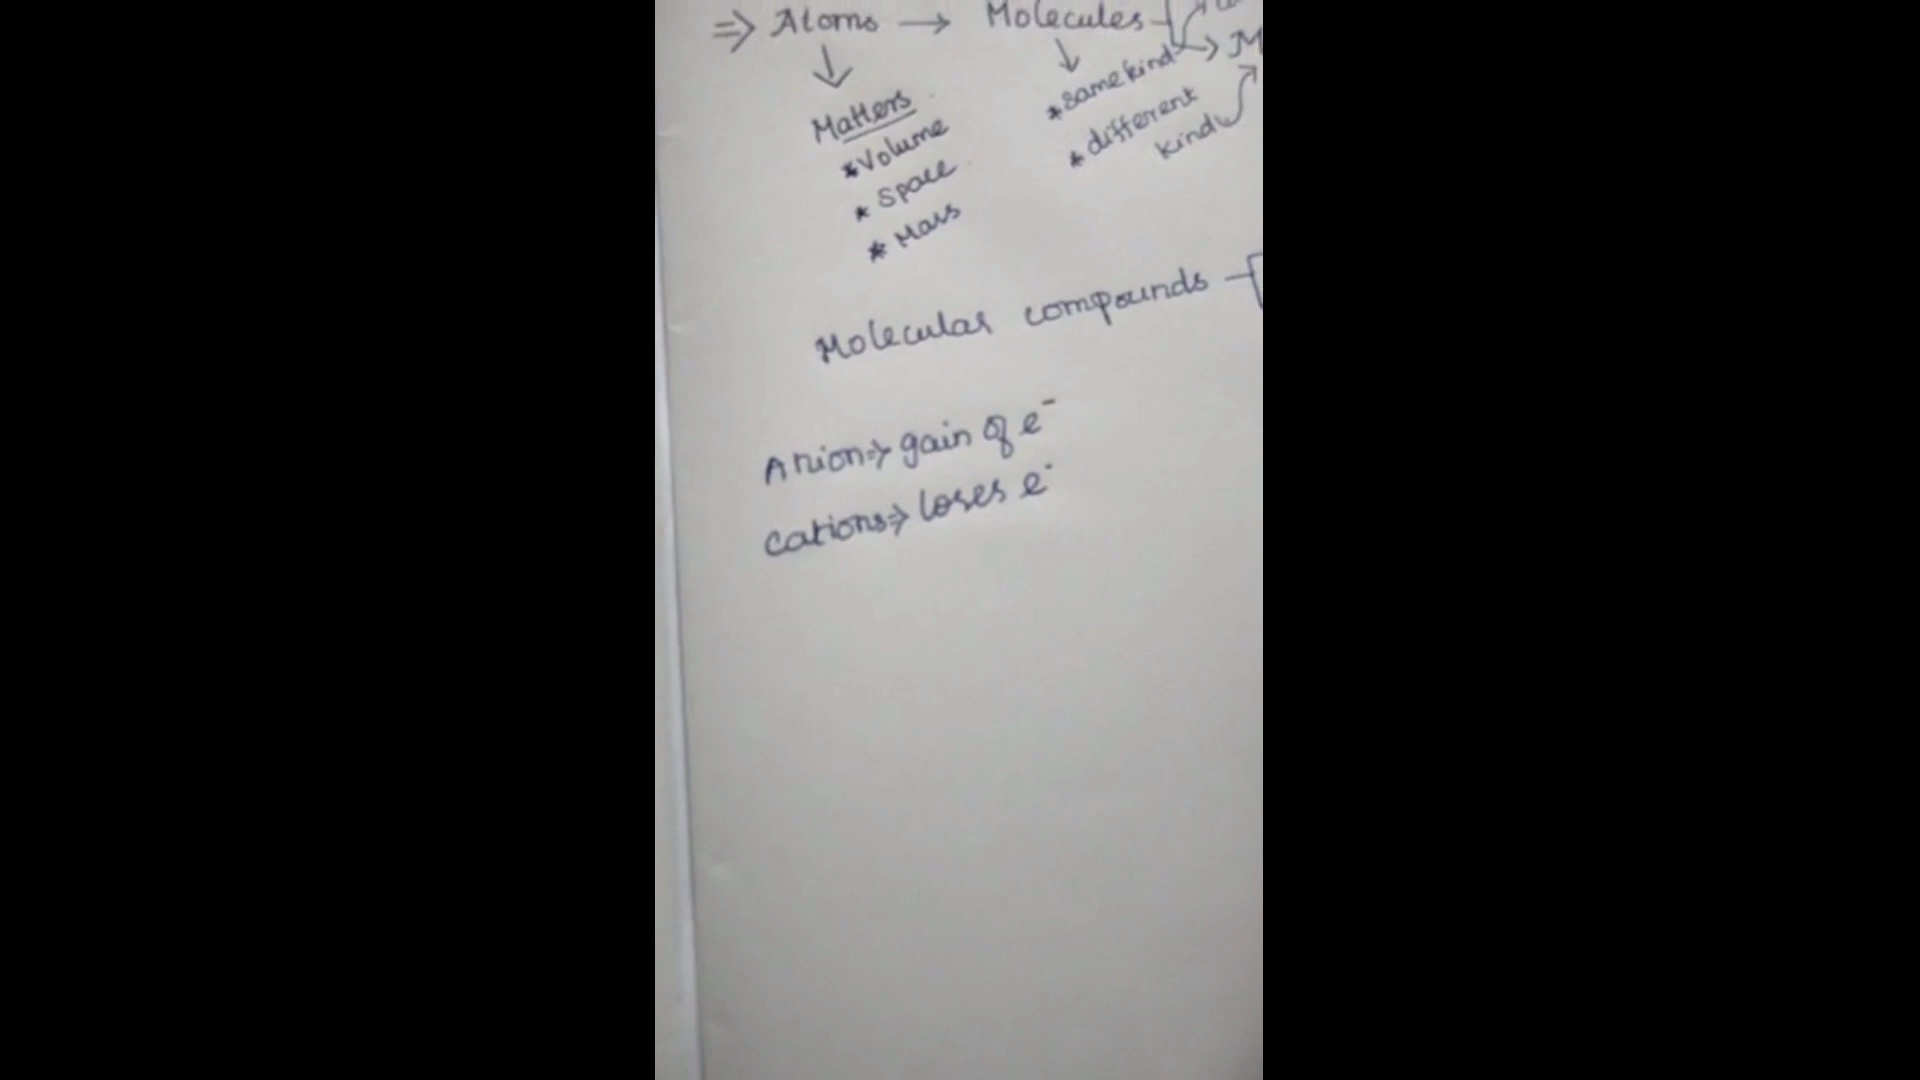 ⇒ Atoms → Molecules
↓ ↓
Matters
*Volume
* Space
* Mass
* same kind → M
* different
kind
Molecular compounds
Anion ⇒ gain of e⁻
cations ⇒ loses e⁻